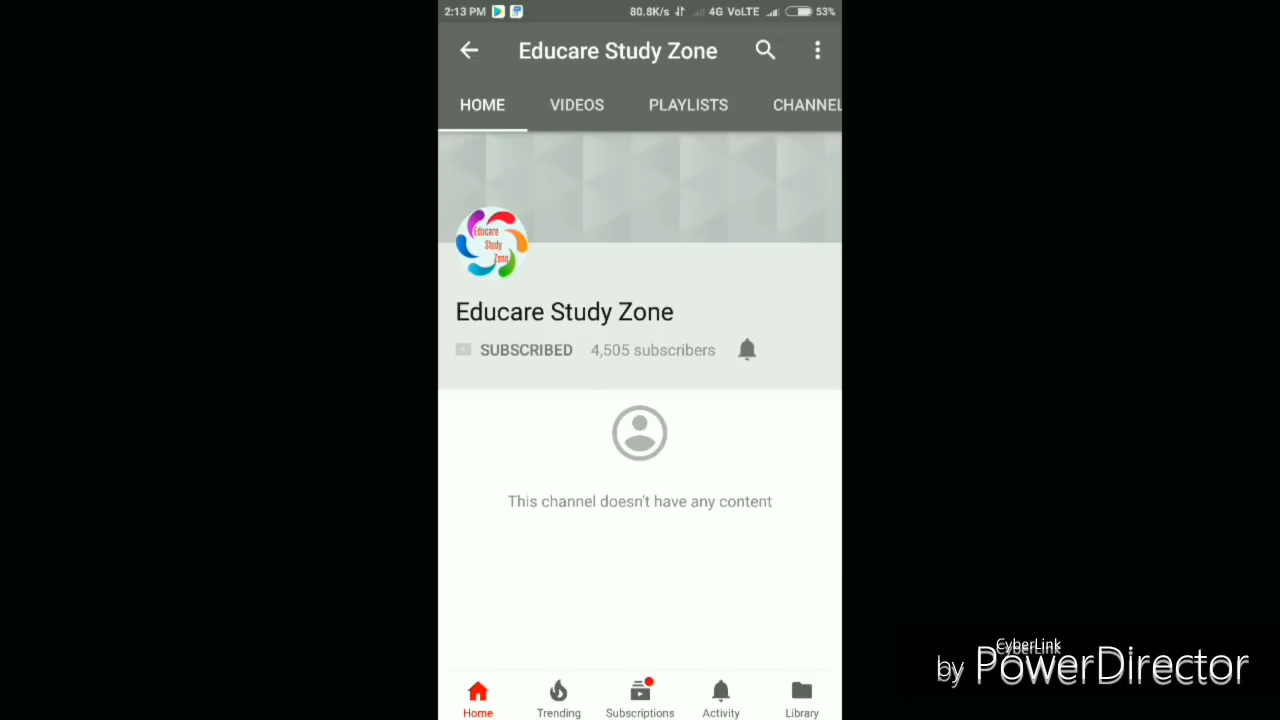 2:13 PM 80.8K/s 4G VoLTE 53%
Educare Study Zone
HOME VIDEOS PLAYLISTS CHANNEL
Educare
Study
Zone
Educare Study Zone
SUBSCRIBED 4,505 subscribers
This channel doesn't have any content
Home Trending Subscriptions Activity Library
CyberLink
by PowerDirector